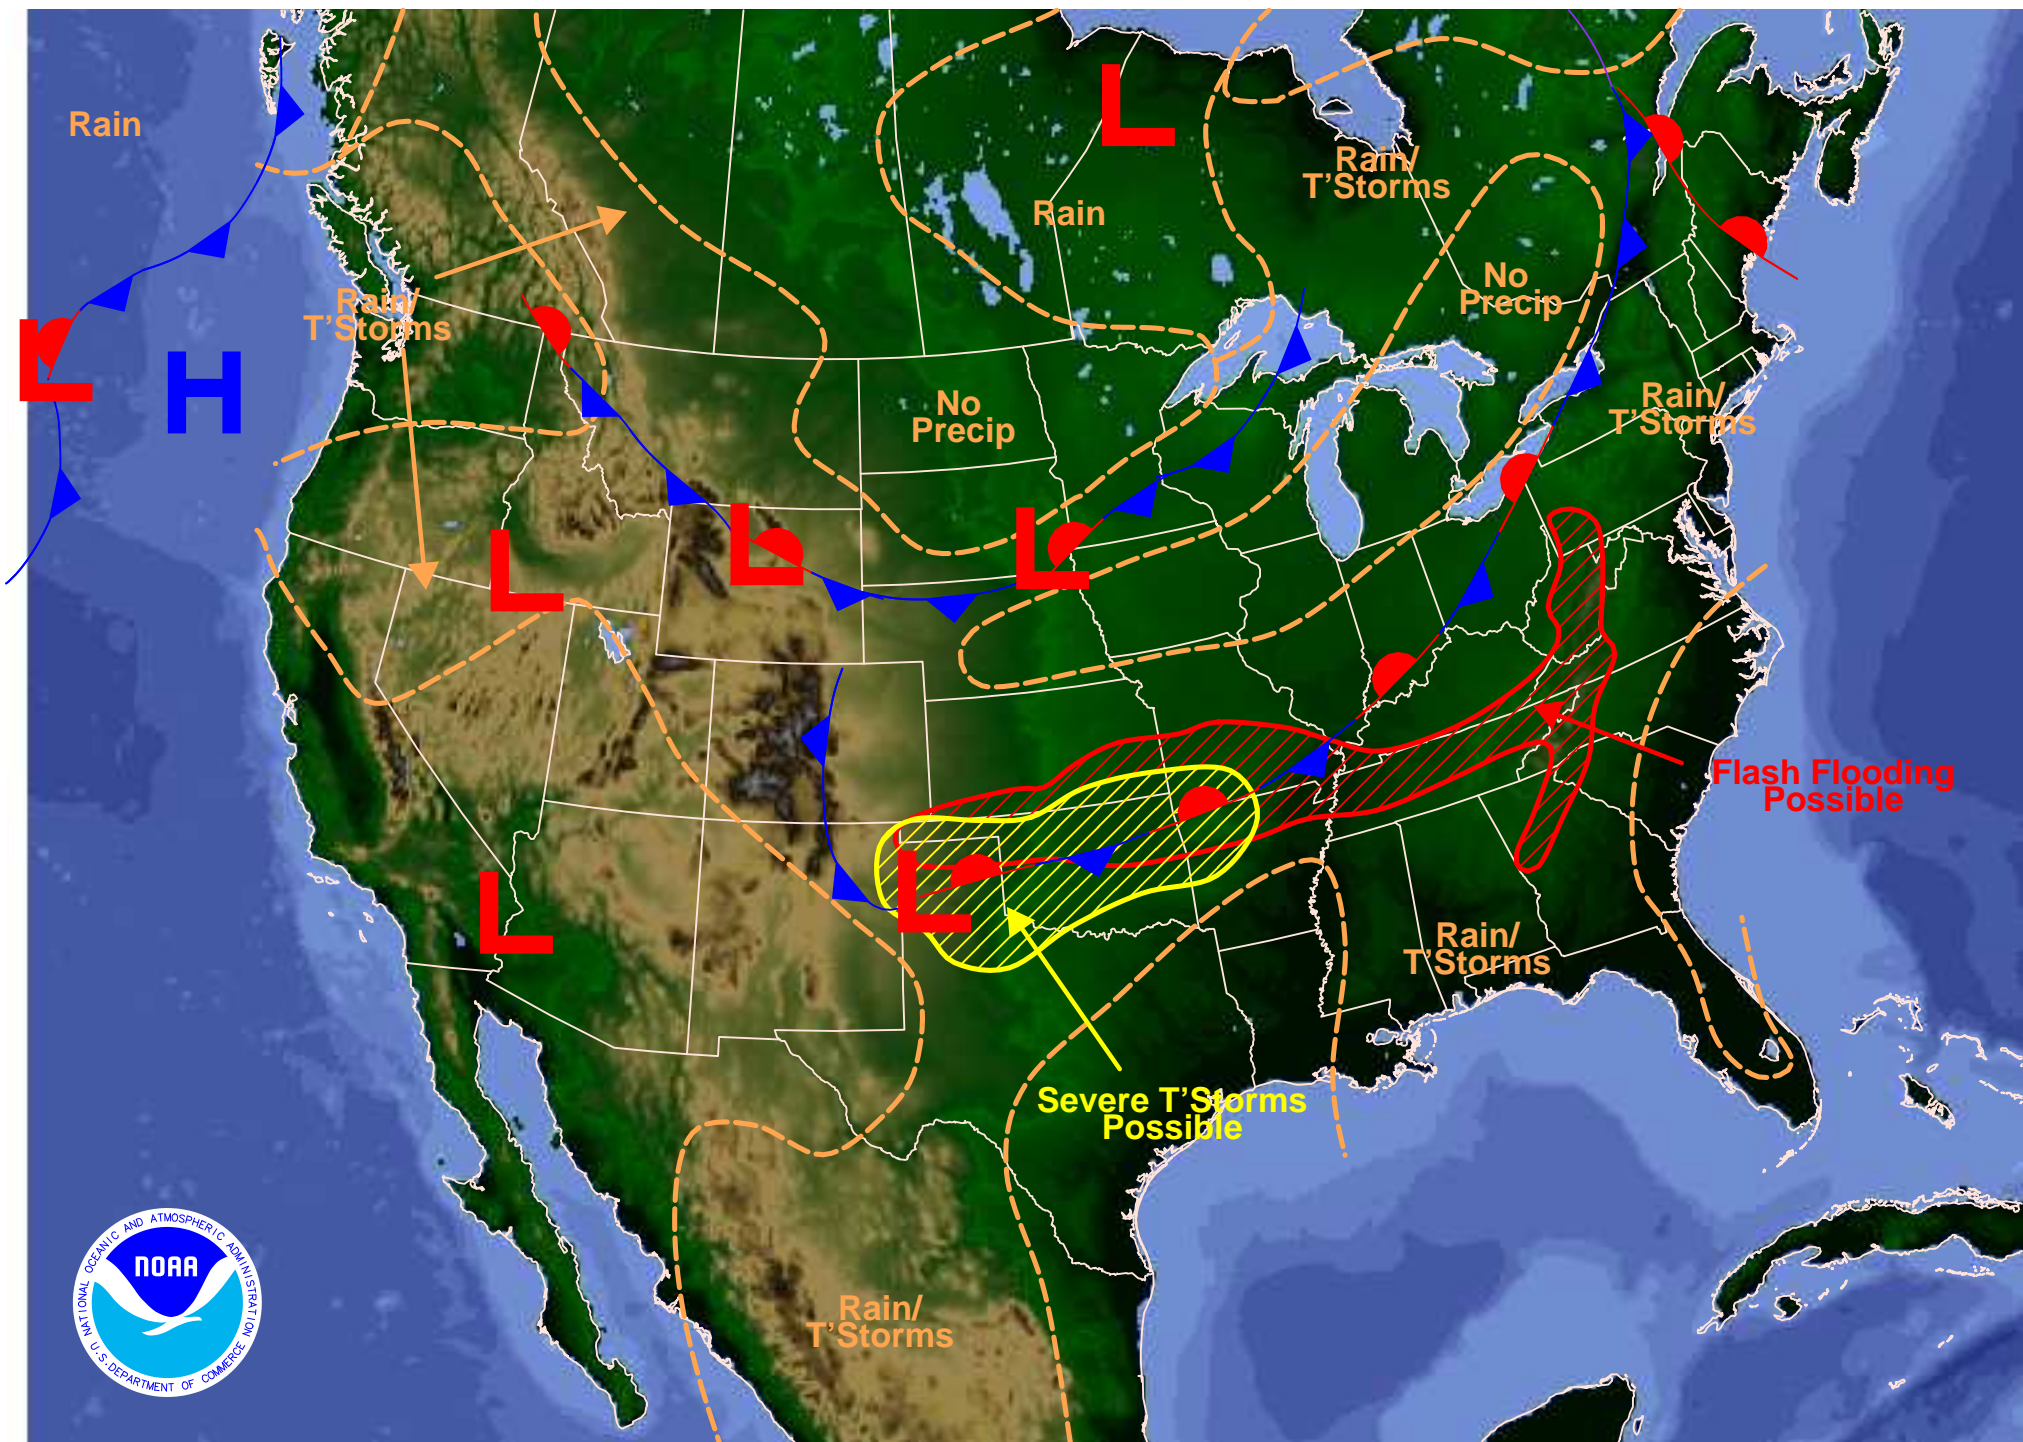 Rain
L
Rain/
T'Storms
Rain
Rain/
T'Storms
No
Precip
L
H
No
Precip
Rain/
T'Storms
L
L
L
Flash Flooding
Possible
L
L
Rain/
T'Storms
Severe T'Storms
Possible
Rain/
T'Storms
NATIONAL OCEANIC AND ATMOSPHERIC ADMINISTRATION
NOAA
U.S. DEPARTMENT OF COMMERCE